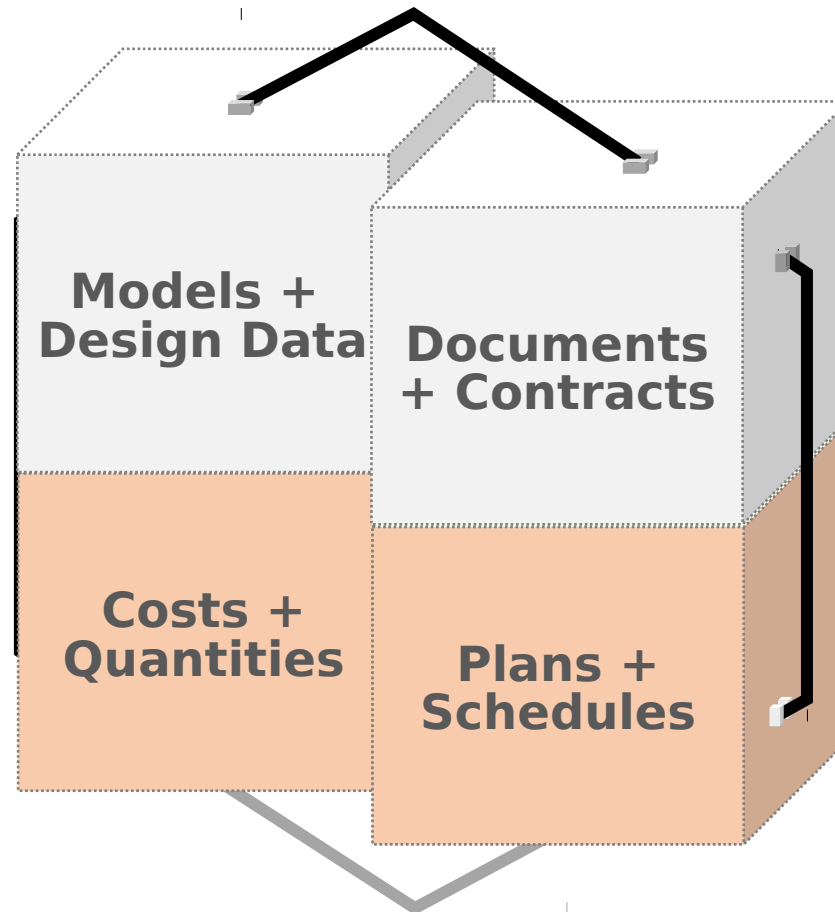 Models +
Design Data
Documents
+ Contracts
Costs +
Quantities
Plans +
Schedules